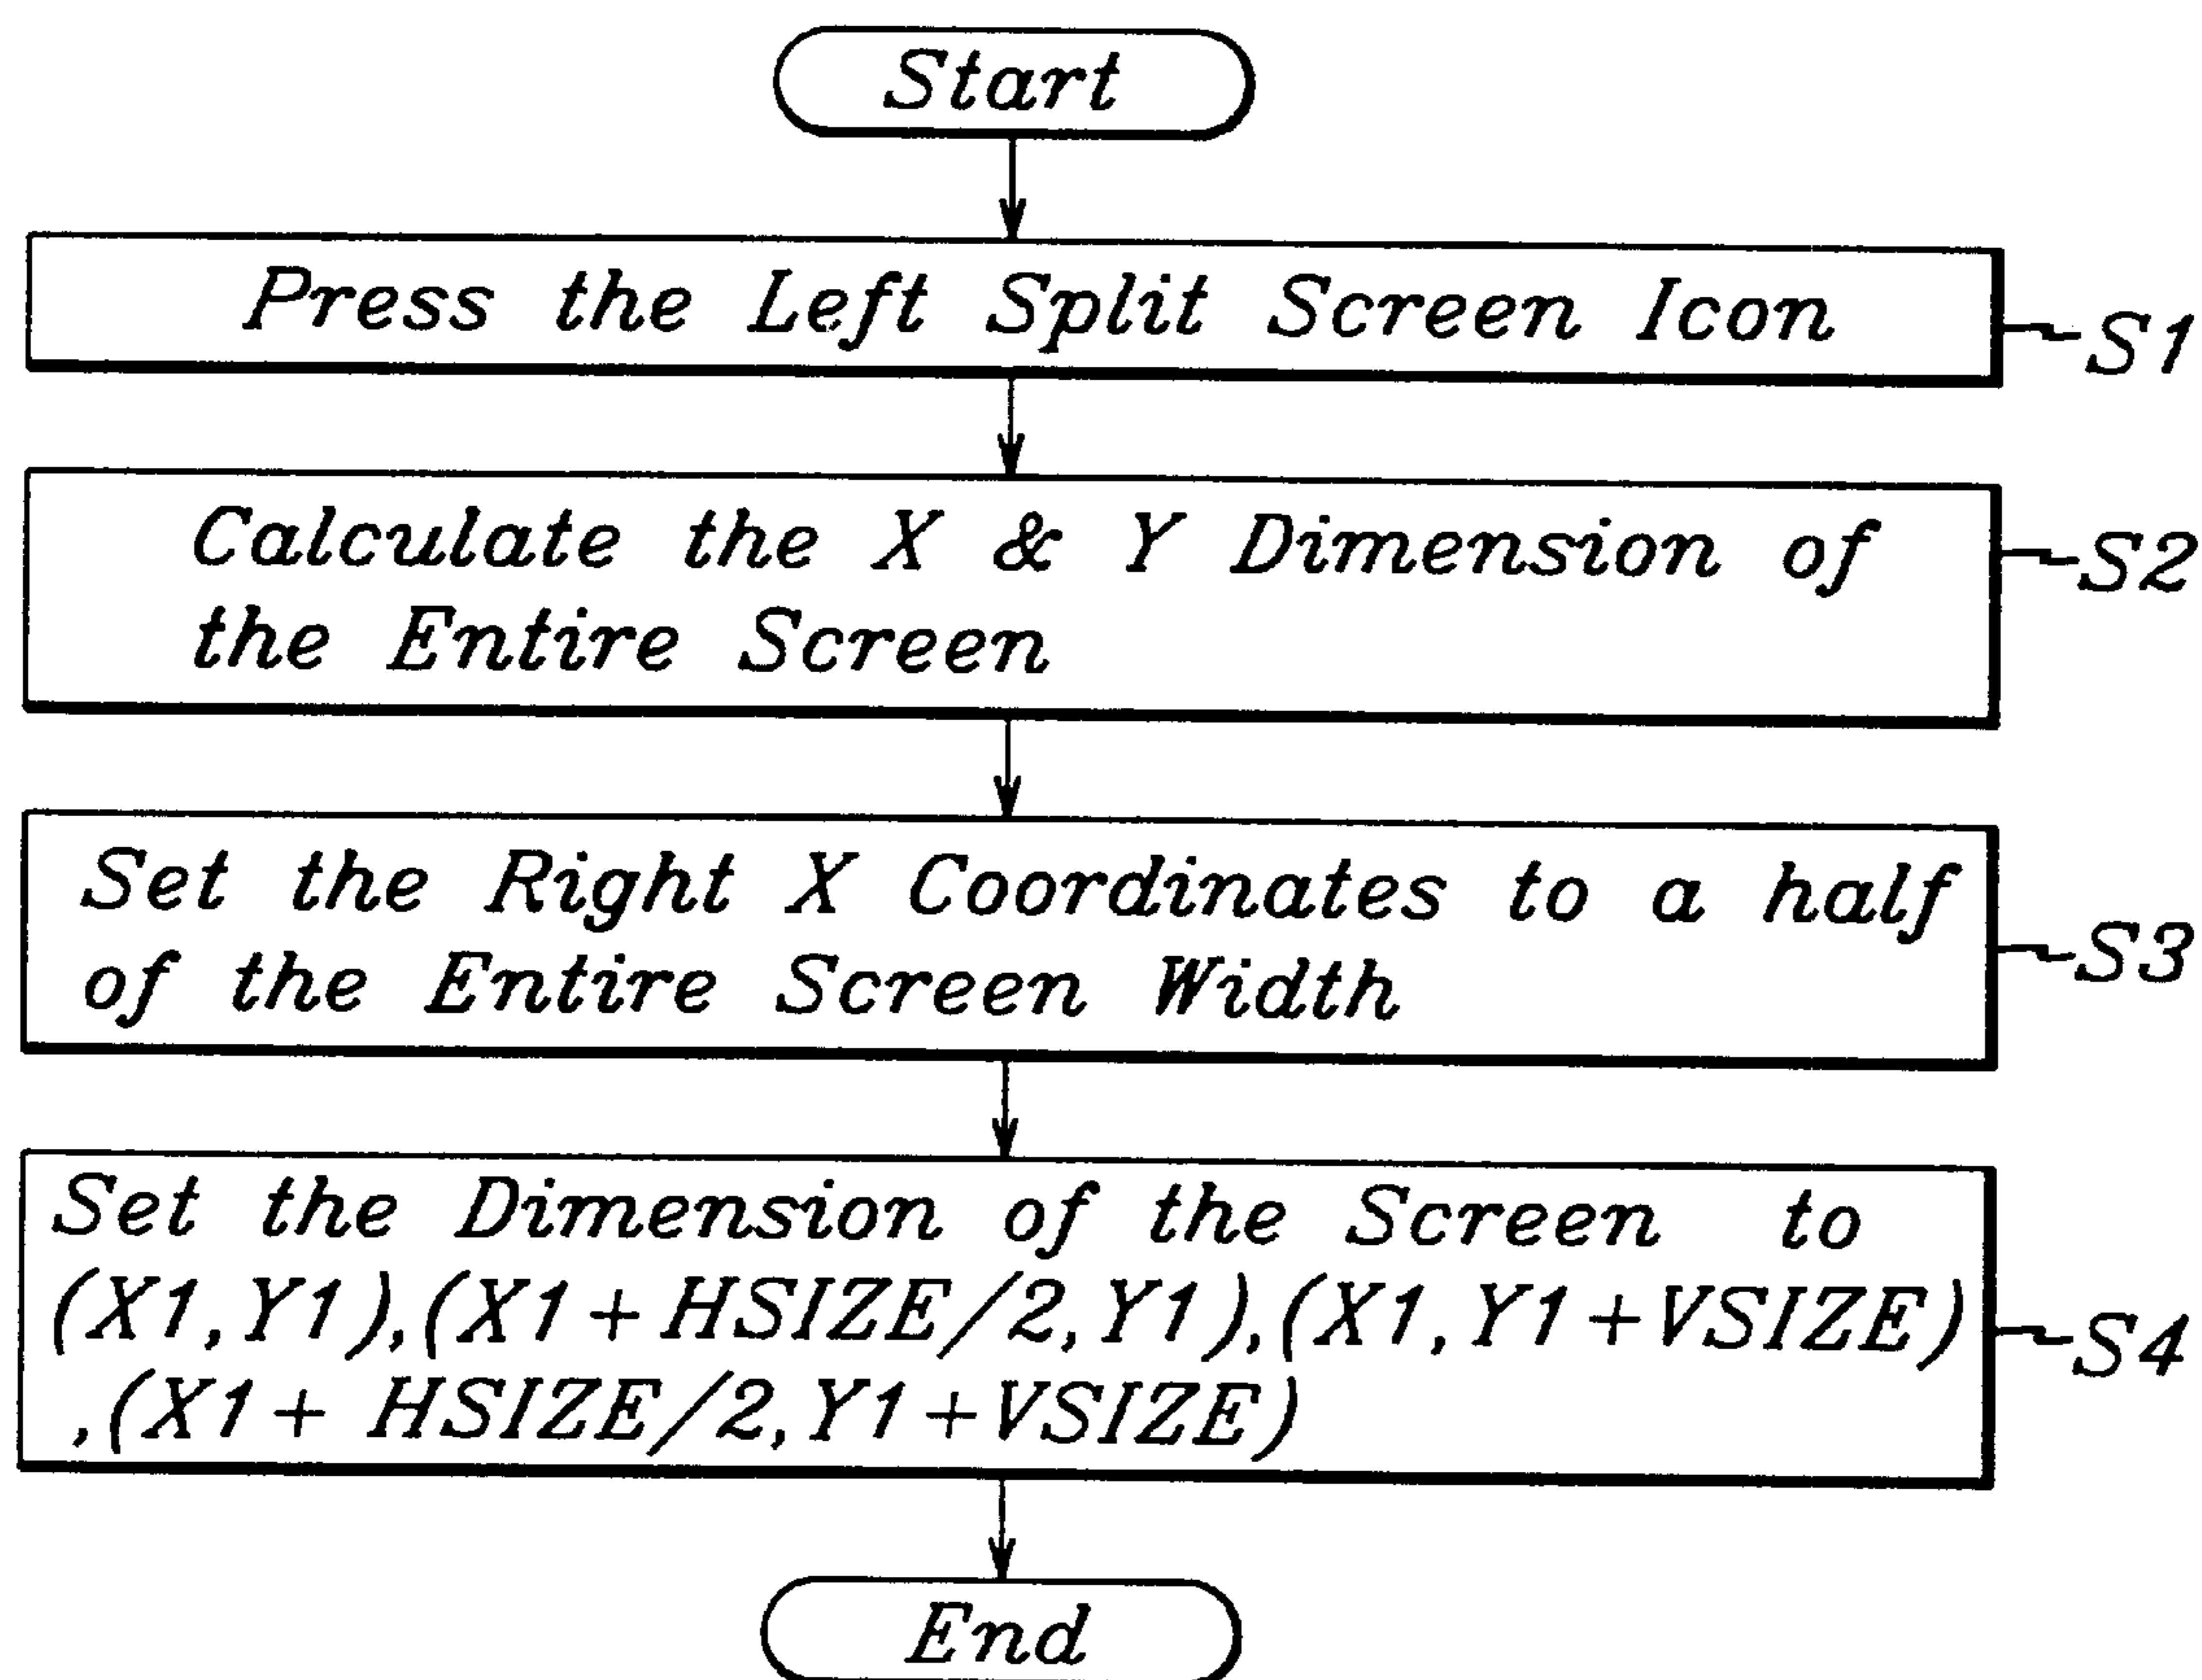 Start
Press the Left Split Screen Icon
S1
Calculate the X & Y Dimension of
the Entire Screen
S2
Set the Right X Coordinates to a half
of the Entire Screen Width
S3
Set the Dimension of the Screen to
(X1,Y1),(X1+HSIZE/2,Y1),(X1,Y1+VSIZE)
,(X1+ HSIZE/2,Y1+VSIZE)
S4
End